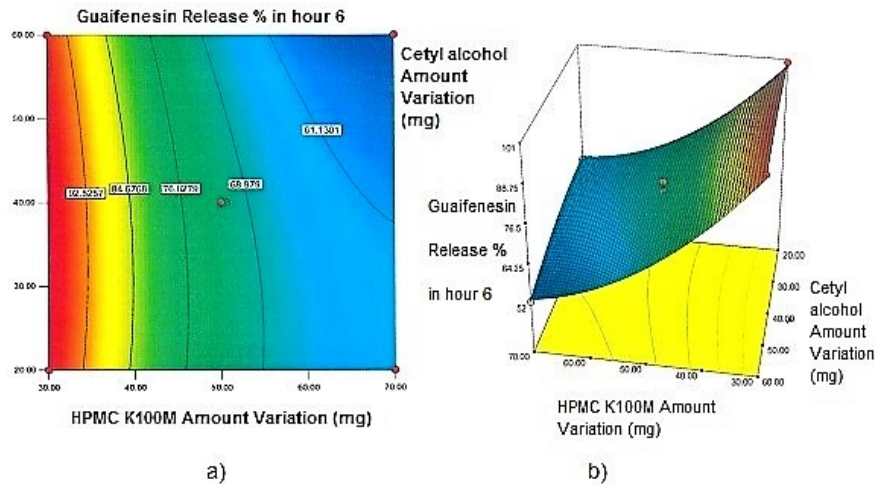 Guaifenesin Release % in hour 6
60.00
50.00
40.00
30.00
20.00
30.00 40.00 50.00 60.00 70.00
92.5257
84.6768
76.8279
68.979
61.1301
Cetyl alcohol
Amount
Variation
(mg)
HPMC K100M Amount Variation (mg)
a)
101
88.75
76.5
64.25
52
Guaifenesin
Release %
in hour 6
70.00
60.00
50.00
40.00
30.00
60.00
50.00
40.00
30.00
20.00
Cetyl
alcohol
Amount
Variation
(mg)
HPMC K100M Amount
Variation (mg)
b)